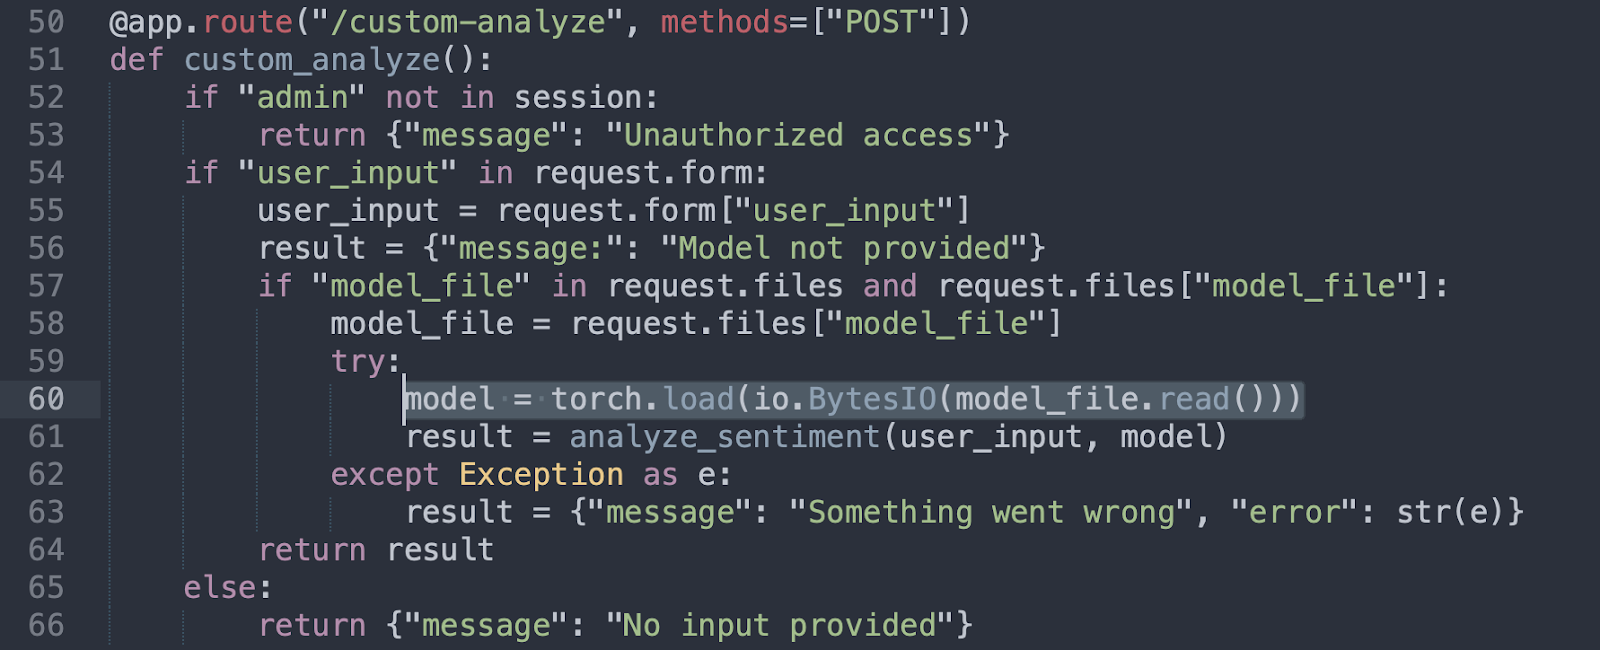 50 @app.route("/custom-analyze", methods=["POST"])
51 def custom_analyze():
52     if "admin" not in session:
53         return {"message": "Unauthorized access"}
54     if "user_input" in request.form:
55         user_input = request.form["user_input"]
56         result = {"message:": "Model not provided"}
57         if "model_file" in request.files and request.files["model_file"]:
58             model_file = request.files["model_file"]
59             try:
60                 model = torch.load(io.BytesIO(model_file.read()))
61                 result = analyze_sentiment(user_input, model)
62             except Exception as e:
63                 result = {"message": "Something went wrong", "error": str(e)}
64         return result
65     else:
66         return {"message": "No input provided"}